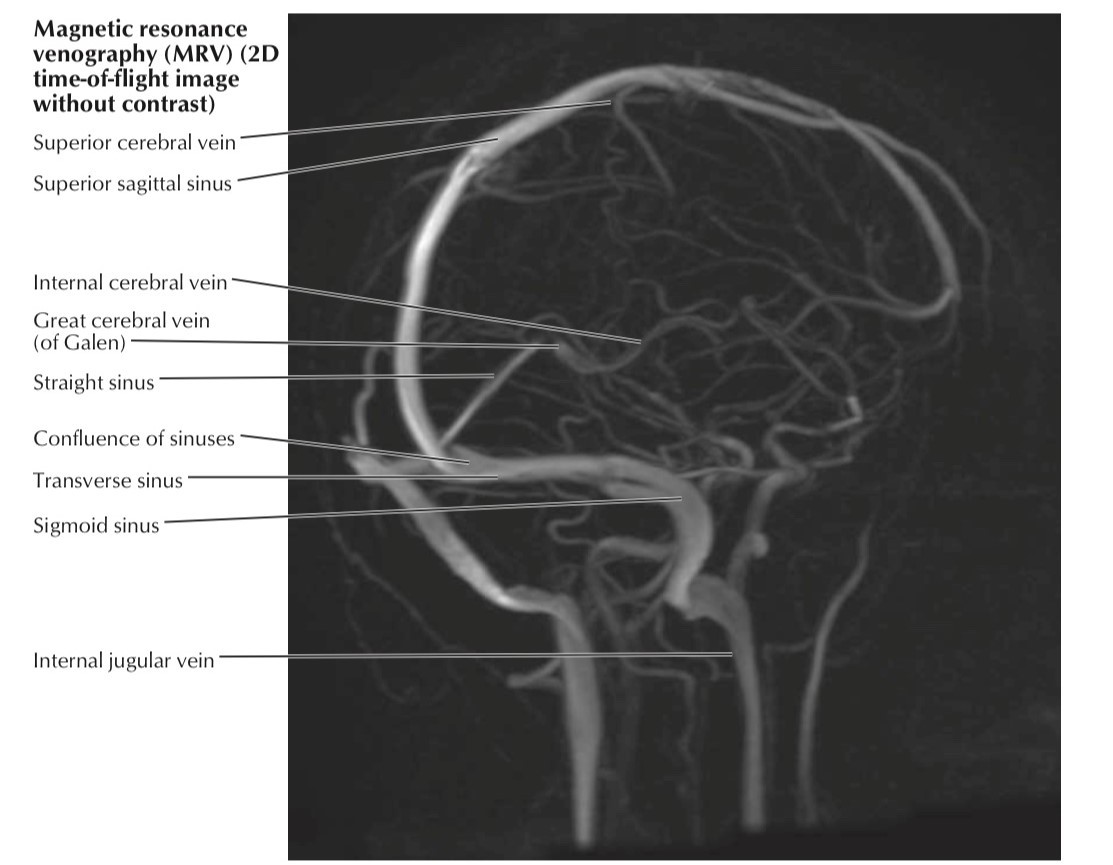 Magnetic resonance
venography (MRV) (2D
time-of-flight image
without contrast)
Superior cerebral vein
Superior sagittal sinus
Internal cerebral vein
Great cerebral vein
(of Galen)
Straight sinus
Confluence of sinuses
Transverse sinus
Sigmoid sinus
Internal jugular vein